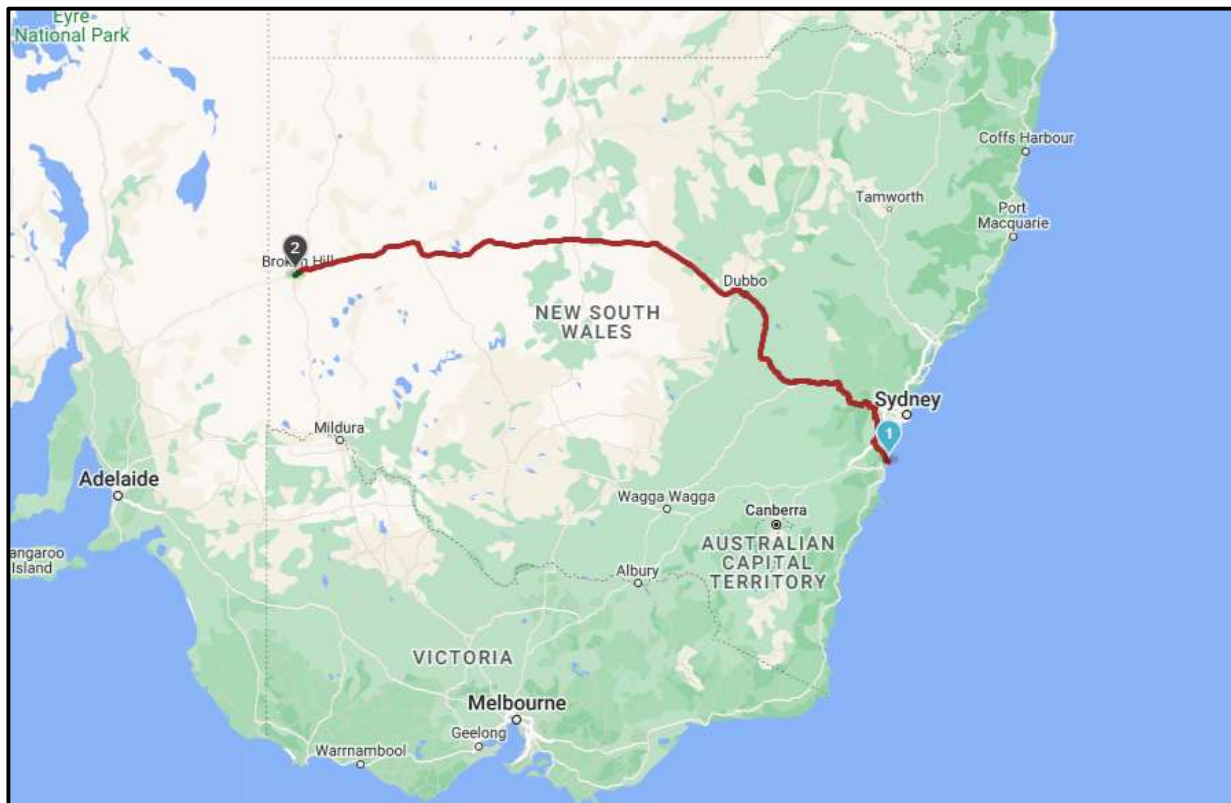 Eyre
National Park
Coffs Harbour
Tamworth
Port
Macquarie
2
Broken Hill
Dubbo
NEW SOUTH
WALES
Sydney
1
Mildura
Adelaide
Wagga Wagga
Canberra
angaroo
Island
AUSTRALIAN
CAPITAL
TERRITORY
Albury
VICTORIA
Melbourne
Geelong
Warrnambool